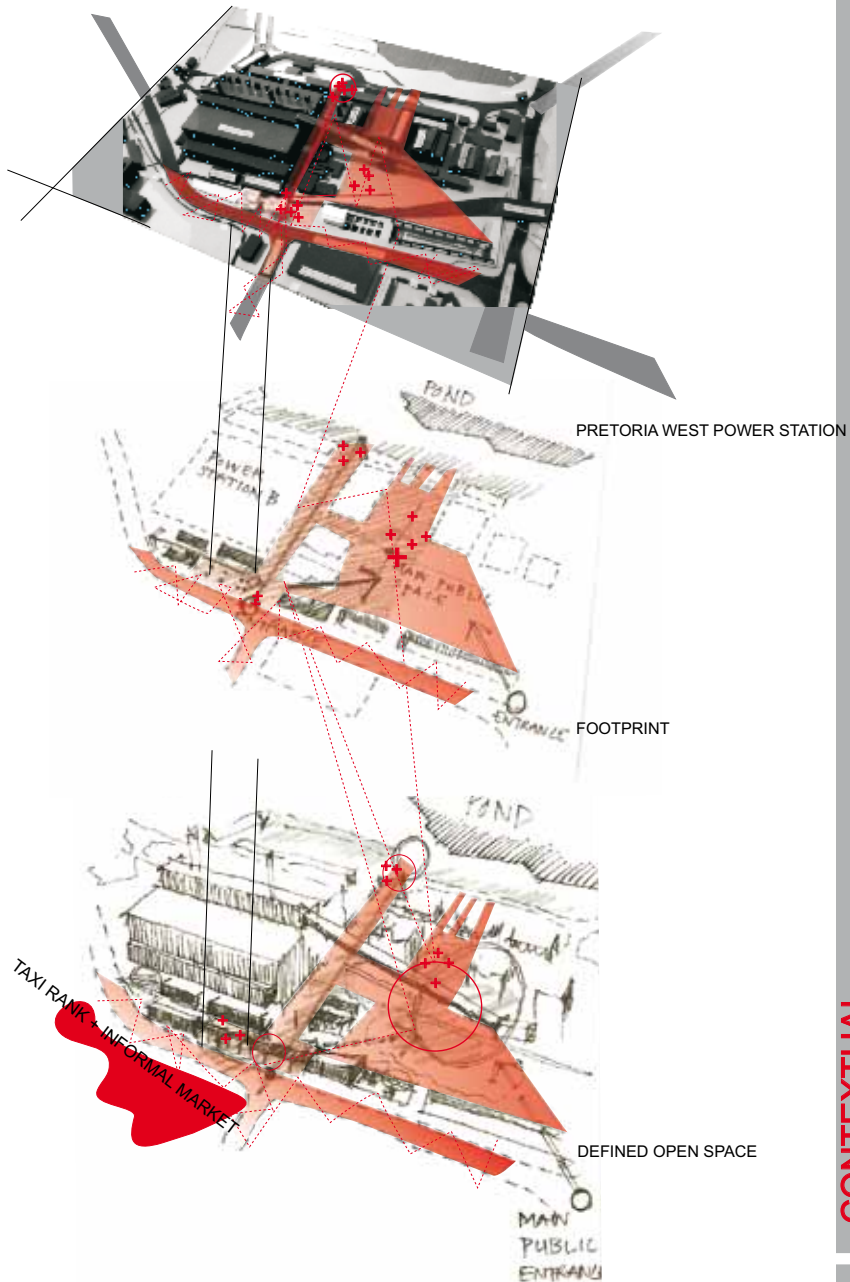 POND
PRETORIA WEST POWER STATION
POWER
STATION B
MAIN PUBLIC
SPACE
ENTRANCE
ENTRANCE
FOOTPRINT
POND
TAXI RANK + INFORMAL MARKET
DEFINED OPEN SPACE
MAIN
PUBLIC
CONTEXTUAL